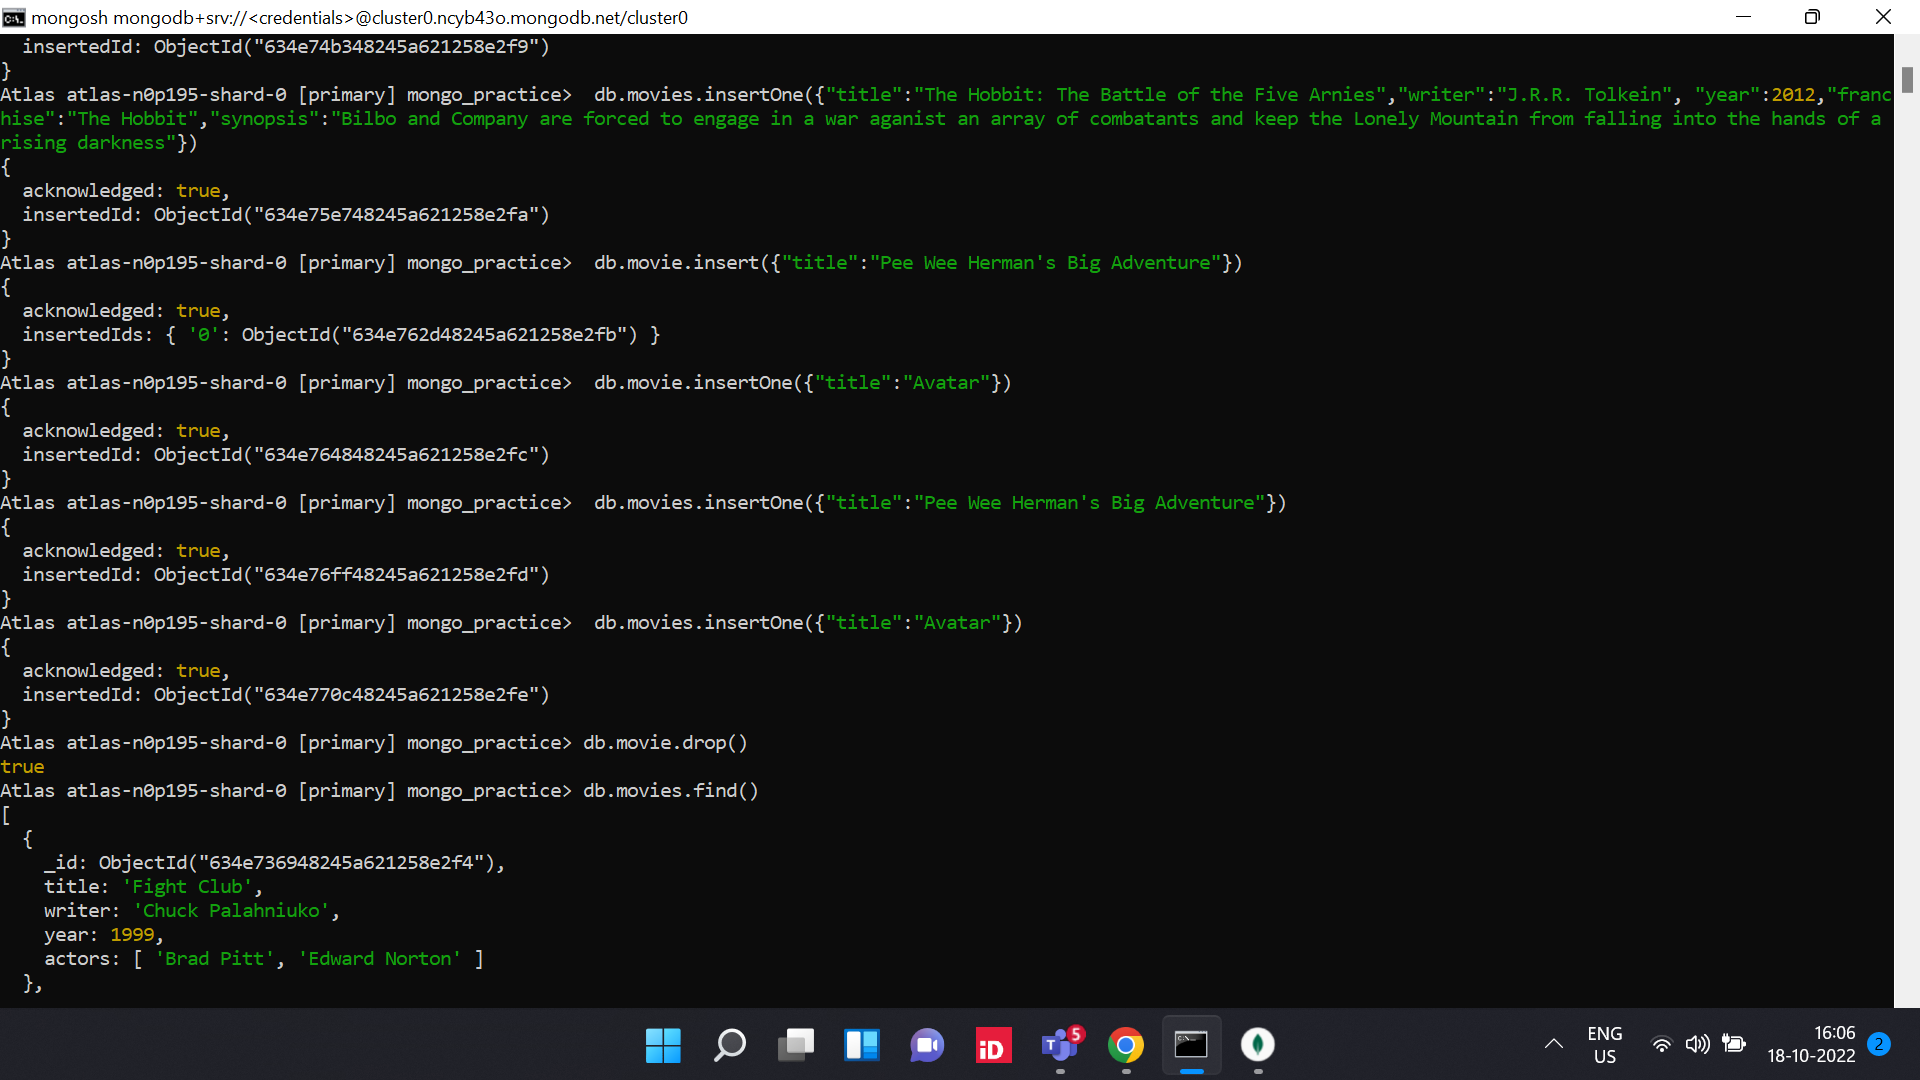 mongosh mongodb+srv://<credentials>@cluster0.ncyb43o.mongodb.net/cluster0
  insertedId: ObjectId("634e74b348245a621258e2f9")
}
Atlas atlas-n0p195-shard-0 [primary] mongo_practice>  db.movies.insertOne({"title":"The Hobbit: The Battle of the Five Arnies","writer":"J.R.R. Tolkein", "year":2012,"franc
hise":"The Hobbit","synopsis":"Bilbo and Company are forced to engage in a war aganist an array of combatants and keep the Lonely Mountain from falling into the hands of a
rising darkness"})
{
  acknowledged: true,
  insertedId: ObjectId("634e75e748245a621258e2fa")
}
Atlas atlas-n0p195-shard-0 [primary] mongo_practice>  db.movie.insert({"title":"Pee Wee Herman's Big Adventure"})
{
  acknowledged: true,
  insertedIds: { '0': ObjectId("634e762d48245a621258e2fb") }
}
Atlas atlas-n0p195-shard-0 [primary] mongo_practice>  db.movie.insertOne({"title":"Avatar"})
{
  acknowledged: true,
  insertedId: ObjectId("634e764848245a621258e2fc")
}
Atlas atlas-n0p195-shard-0 [primary] mongo_practice>  db.movies.insertOne({"title":"Pee Wee Herman's Big Adventure"})
{
  acknowledged: true,
  insertedId: ObjectId("634e76ff48245a621258e2fd")
}
Atlas atlas-n0p195-shard-0 [primary] mongo_practice>  db.movies.insertOne({"title":"Avatar"})
{
  acknowledged: true,
  insertedId: ObjectId("634e770c48245a621258e2fe")
}
Atlas atlas-n0p195-shard-0 [primary] mongo_practice> db.movie.drop()
true
Atlas atlas-n0p195-shard-0 [primary] mongo_practice> db.movies.find()
[
  {
    _id: ObjectId("634e736948245a621258e2f4"),
    title: 'Fight Club',
    writer: 'Chuck Palahniuko',
    year: 1999,
    actors: [ 'Brad Pitt', 'Edward Norton' ]
  },
iD
T
5
ENG
US
16:06
18-10-2022
2